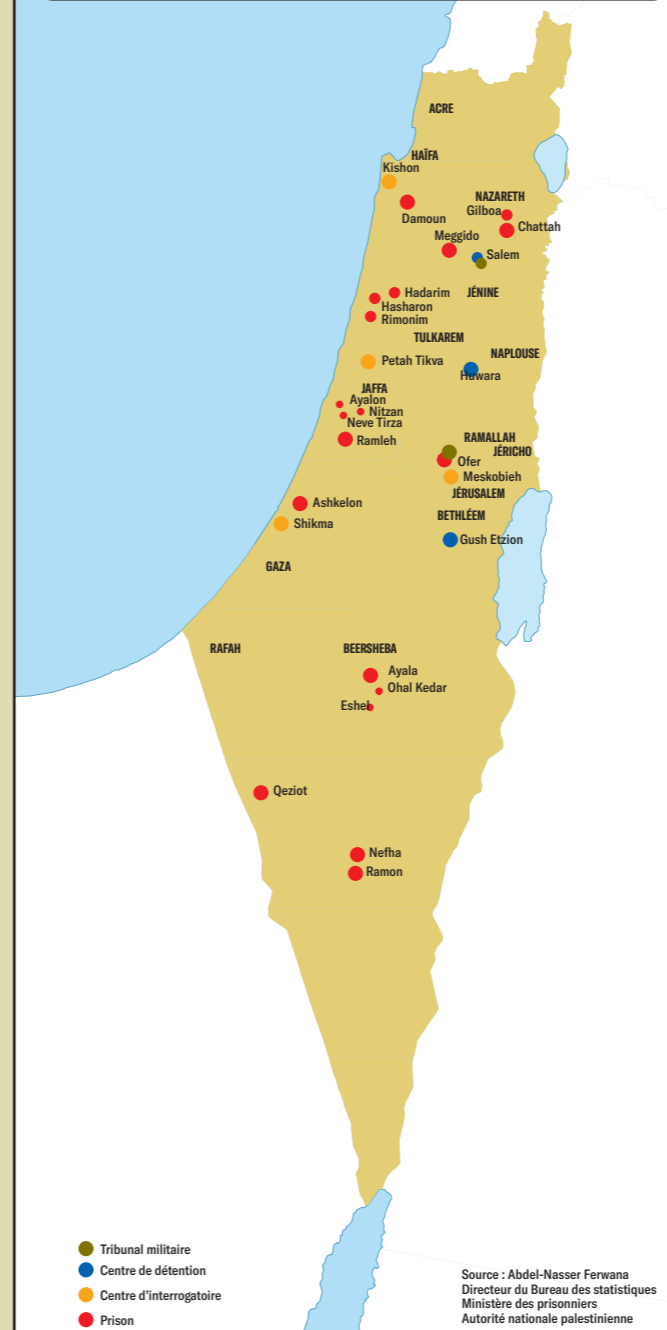 ACRE
HAÏFA
Kishon
NAZARETH
Gilboa
Damoun
Chattah
Meggido
Salem
JÉNINE
Hadarim
Hasharon
Rimonim
TULKAREM
NAPLOUSE
Petah Tikva
Huwara
JAFFA
Ayalon
Nitzan
Neve Tirza
Ramleh
RAMALLAH
JÉRICHO
Ofer
Meskobieh
JÉRUSALEM
Ashkelon
BETHLÉEM
Shikma
Gush Etzion
GAZA
RAFAH
BEERSHEBA
Ayala
Ohal Kedar
Eshel
Qeziot
Nefha
Ramon
Tribunal militaire
Centre de détention
Centre d'interrogatoire
Prison
Source : Abdel-Nasser Ferwana
Directeur du Bureau des statistiques
Ministère des prisonniers
Autorité nationale palestinienne